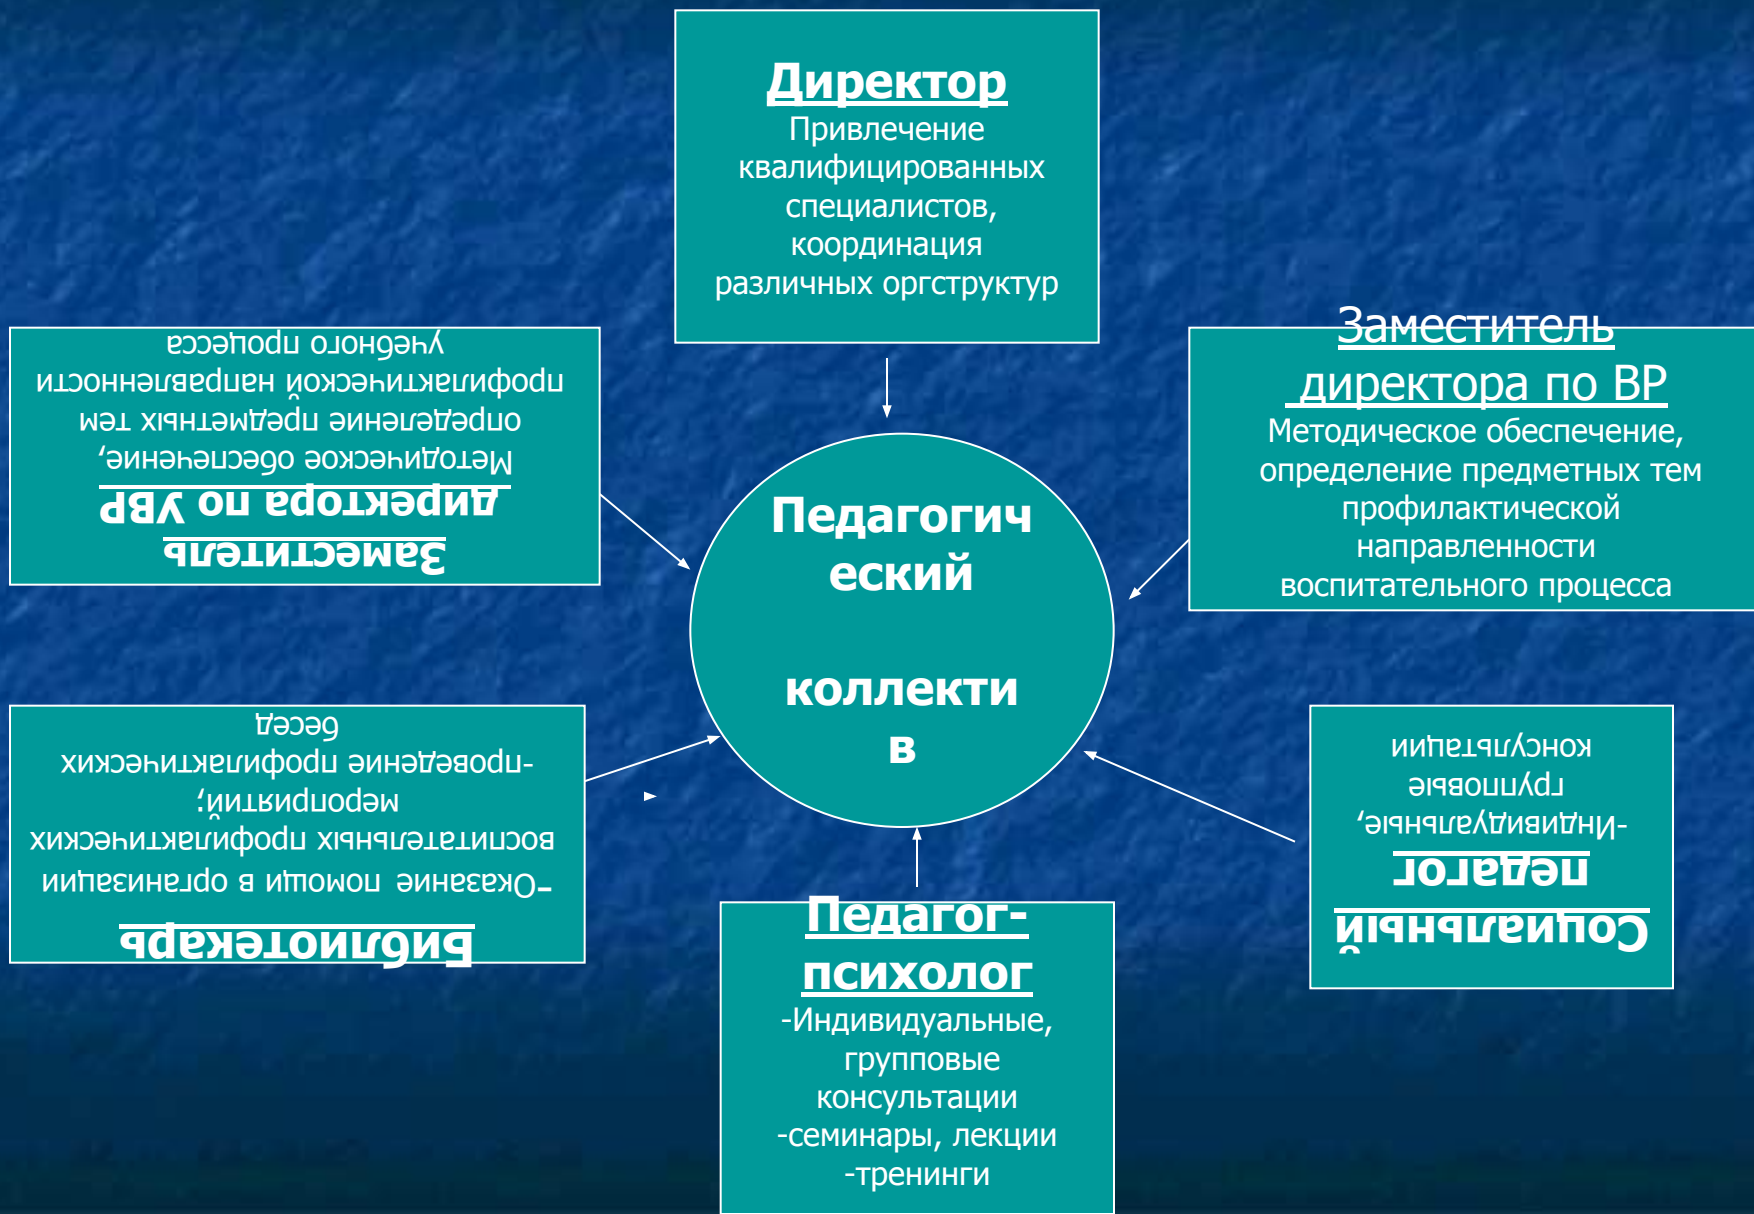 Директор
Привлечение
квалифицированных
специалистов,
координация
различных оргструктур
Заместитель
директора по УВР
Методическое обеспечение,
определение предметных тем
профилактической направленности
учебного процесса
Заместитель
директора по ВР
Методическое обеспечение,
определение предметных тем
профилактической
направленности
воспитательного процесса
Педагогич
еский
коллекти
в
Библиотекарь
-Оказание помощи в организации
воспитательных профилактических
мероприятий;
-проведение профилактических
бесед
Социальный
педагог
-Индивидуальные,
групповые
консультации
Педагог-
психолог
-Индивидуальные,
групповые
консультации
-семинары, лекции
-тренинги